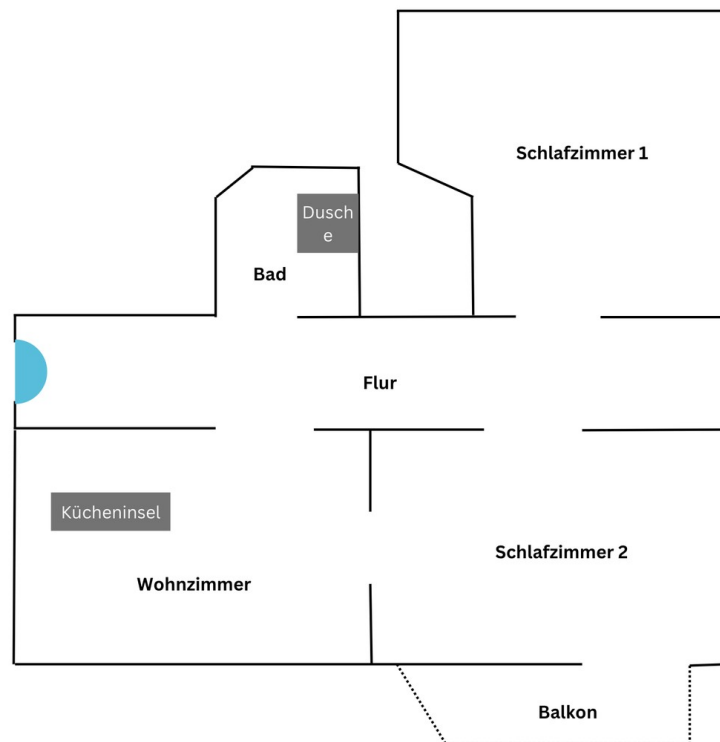 Schlafzimmer 1
Dusch
e
Bad
Flur
Kücheninsel
Schlafzimmer 2
Wohnzimmer
Balkon